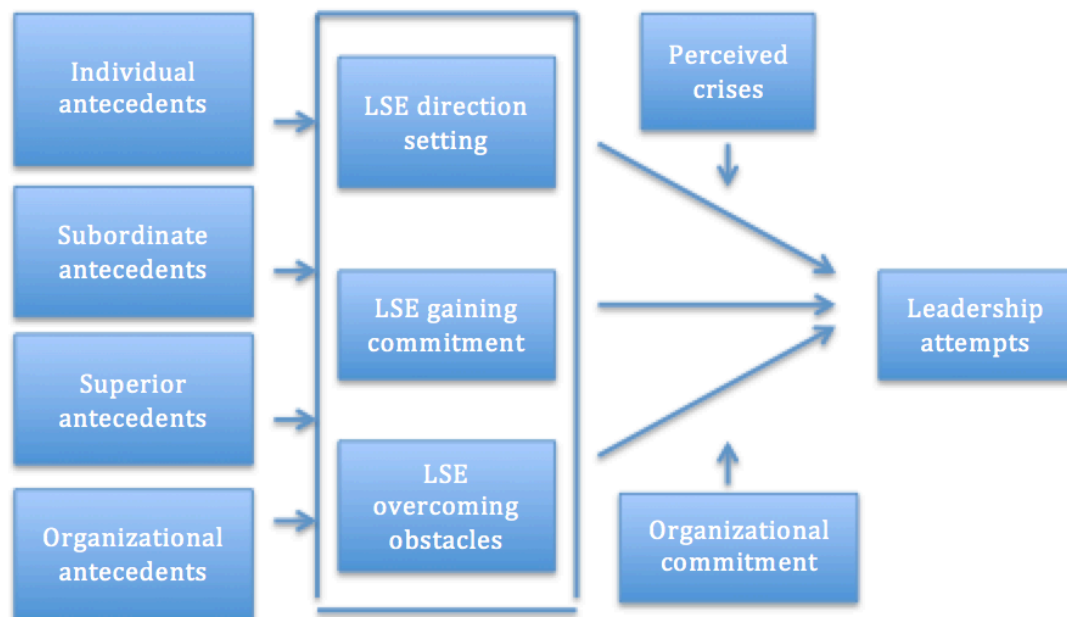 Individual
antecedents
Subordinate
antecedents
Superior
antecedents
Organizational
antecedents
LSE direction
setting
LSE gaining
commitment
LSE
overcoming
obstacles
Perceived
crises
Organizational
commitment
Leadership
attempts